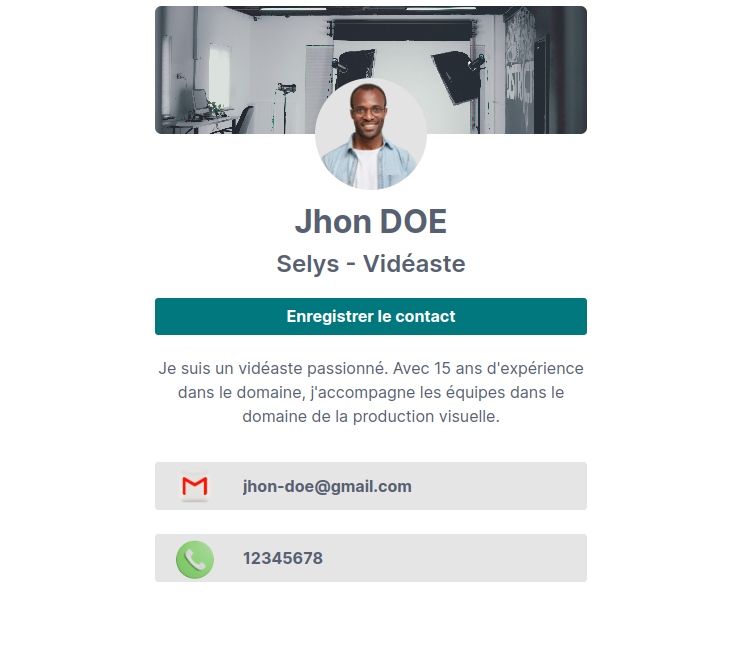 Jhon DOE
Selys - Vidéaste
Enregistrer le contact
Je suis un vidéaste passionné. Avec 15 ans d'expérience
dans le domaine, j'accompagne les équipes dans le
domaine de la production visuelle.
jhon-doe@gmail.com
12345678